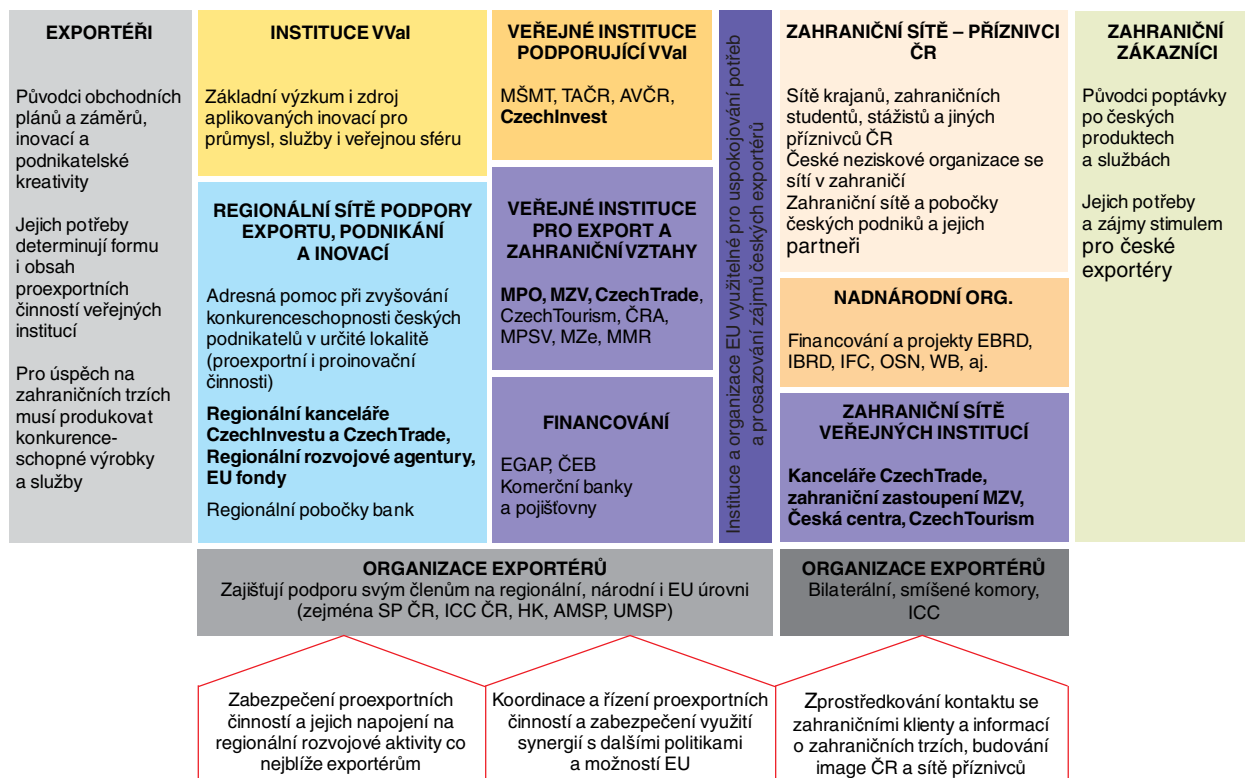 EXPORTÉŘI
Původci obchodních
plánů a záměrů,
inovací a
podnikatelské
kreativity
Jejich potřeby
determinují formu
i obsah
proexportních
činností veřejných
institucí
Pro úspěch na
zahraničních trzích
musí produkovat
konkurence-
schopné výrobky
a služby
INSTITUCE VVaI
Základní výzkum i zdroj
aplikovaných inovací pro
průmysl, služby i veřejnou sféru
REGIONÁLNÍ SÍTĚ PODPORY
EXPORTU, PODNIKÁNÍ
A INOVACÍ
Adresná pomoc při zvyšování
konkurenceschopnosti českých
podnikatelů v určité lokalitě
(proexportní i proinovační
činnosti)
Regionální kanceláře
CzechInvestu a CzechTrade,
Regionální rozvojové agentury,
EU fondy
Regionální pobočky bank
VEŘEJNÉ INSTITUCE
PODPORUJÍCÍ VVaI
MŠMT, TAČR, AVČR,
CzechInvest
VEŘEJNÉ INSTITUCE
PRO EXPORT A
ZAHRANIČNÍ VZTAHY
MPO, MZV, CzechTrade,
CzechTourism, ČRA,
MPSV, MZe, MMR
FINANCOVÁNÍ
EGAP, ČEB
Komerční banky
a pojišťovny
Instituce a organizace EU využitelné pro uspokojování potřeb
a prosazování zájmů českých exportérů
ZAHRANIČNÍ SÍTĚ – PŘÍZNIVCI
ČR
Sítě krajanů, zahraničních
studentů, stážistů a jiných
příznivců ČR
České neziskové organizace se
sítí v zahraničí
Zahraniční sítě a pobočky
českých podniků a jejich
partneři
NADNÁRODNÍ ORG.
Financování a projekty EBRD,
IBRD, IFC, OSN, WB, aj.
ZAHRANIČNÍ SÍTĚ
VEŘEJNÝCH INSTITUCÍ
Kanceláře CzechTrade,
zahraniční zastoupení MZV,
Česká centra, CzechTourism
ZAHRANIČNÍ
ZÁKAZNÍCI
Původci poptávky
po českých
produktech
a službách
Jejich potřeby
a zájmy stimulem
pro české
exportéry
ORGANIZACE EXPORTÉRŮ
Zajišťují podporu svým členům na regionální, národní i EU úrovni
(zejména SP ČR, ICC ČR, HK, AMSP, UMSP)
ORGANIZACE EXPORTÉRŮ
Bilaterální, smíšené komory,
ICC
Zabezpečení proexportních
činností a jejich napojení na
regionální rozvojové aktivity co
nejblíže exportérům
Koordinace a řízení proexportních
činností a zabezpečení využití
synergií s dalšími politikami
a možností EU
Zprostředkování kontaktu se
zahraničními klienty a informací
o zahraničních trzích, budování
image ČR a sítě příznivců